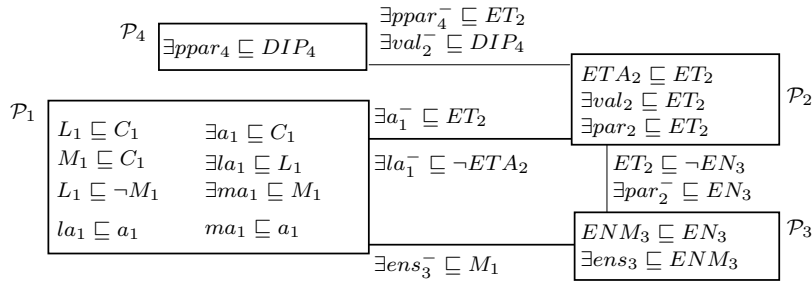 ∃ppar₄⁻ ⊑ ET₂
∃val₂⁻ ⊑ DIP₄
𝒫₄
∃ppar₄ ⊑ DIP₄
𝒫₁
L₁ ⊑ C₁ ∃a₁ ⊑ C₁
M₁ ⊑ C₁ ∃la₁ ⊑ L₁
L₁ ⊑ ¬M₁ ∃ma₁ ⊑ M₁
la₁ ⊑ a₁ ma₁ ⊑ a₁
∃a₁⁻ ⊑ ET₂
∃la₁⁻ ⊑ ¬ETA₂
ETA₂ ⊑ ET₂
∃val₂ ⊑ ET₂
∃par₂ ⊑ ET₂
𝒫₂
ET₂ ⊑ ¬EN₃
∃par₂⁻ ⊑ EN₃
ENM₃ ⊑ EN₃
∃ens₃ ⊑ ENM₃
𝒫₃
∃ens₃⁻ ⊑ M₁